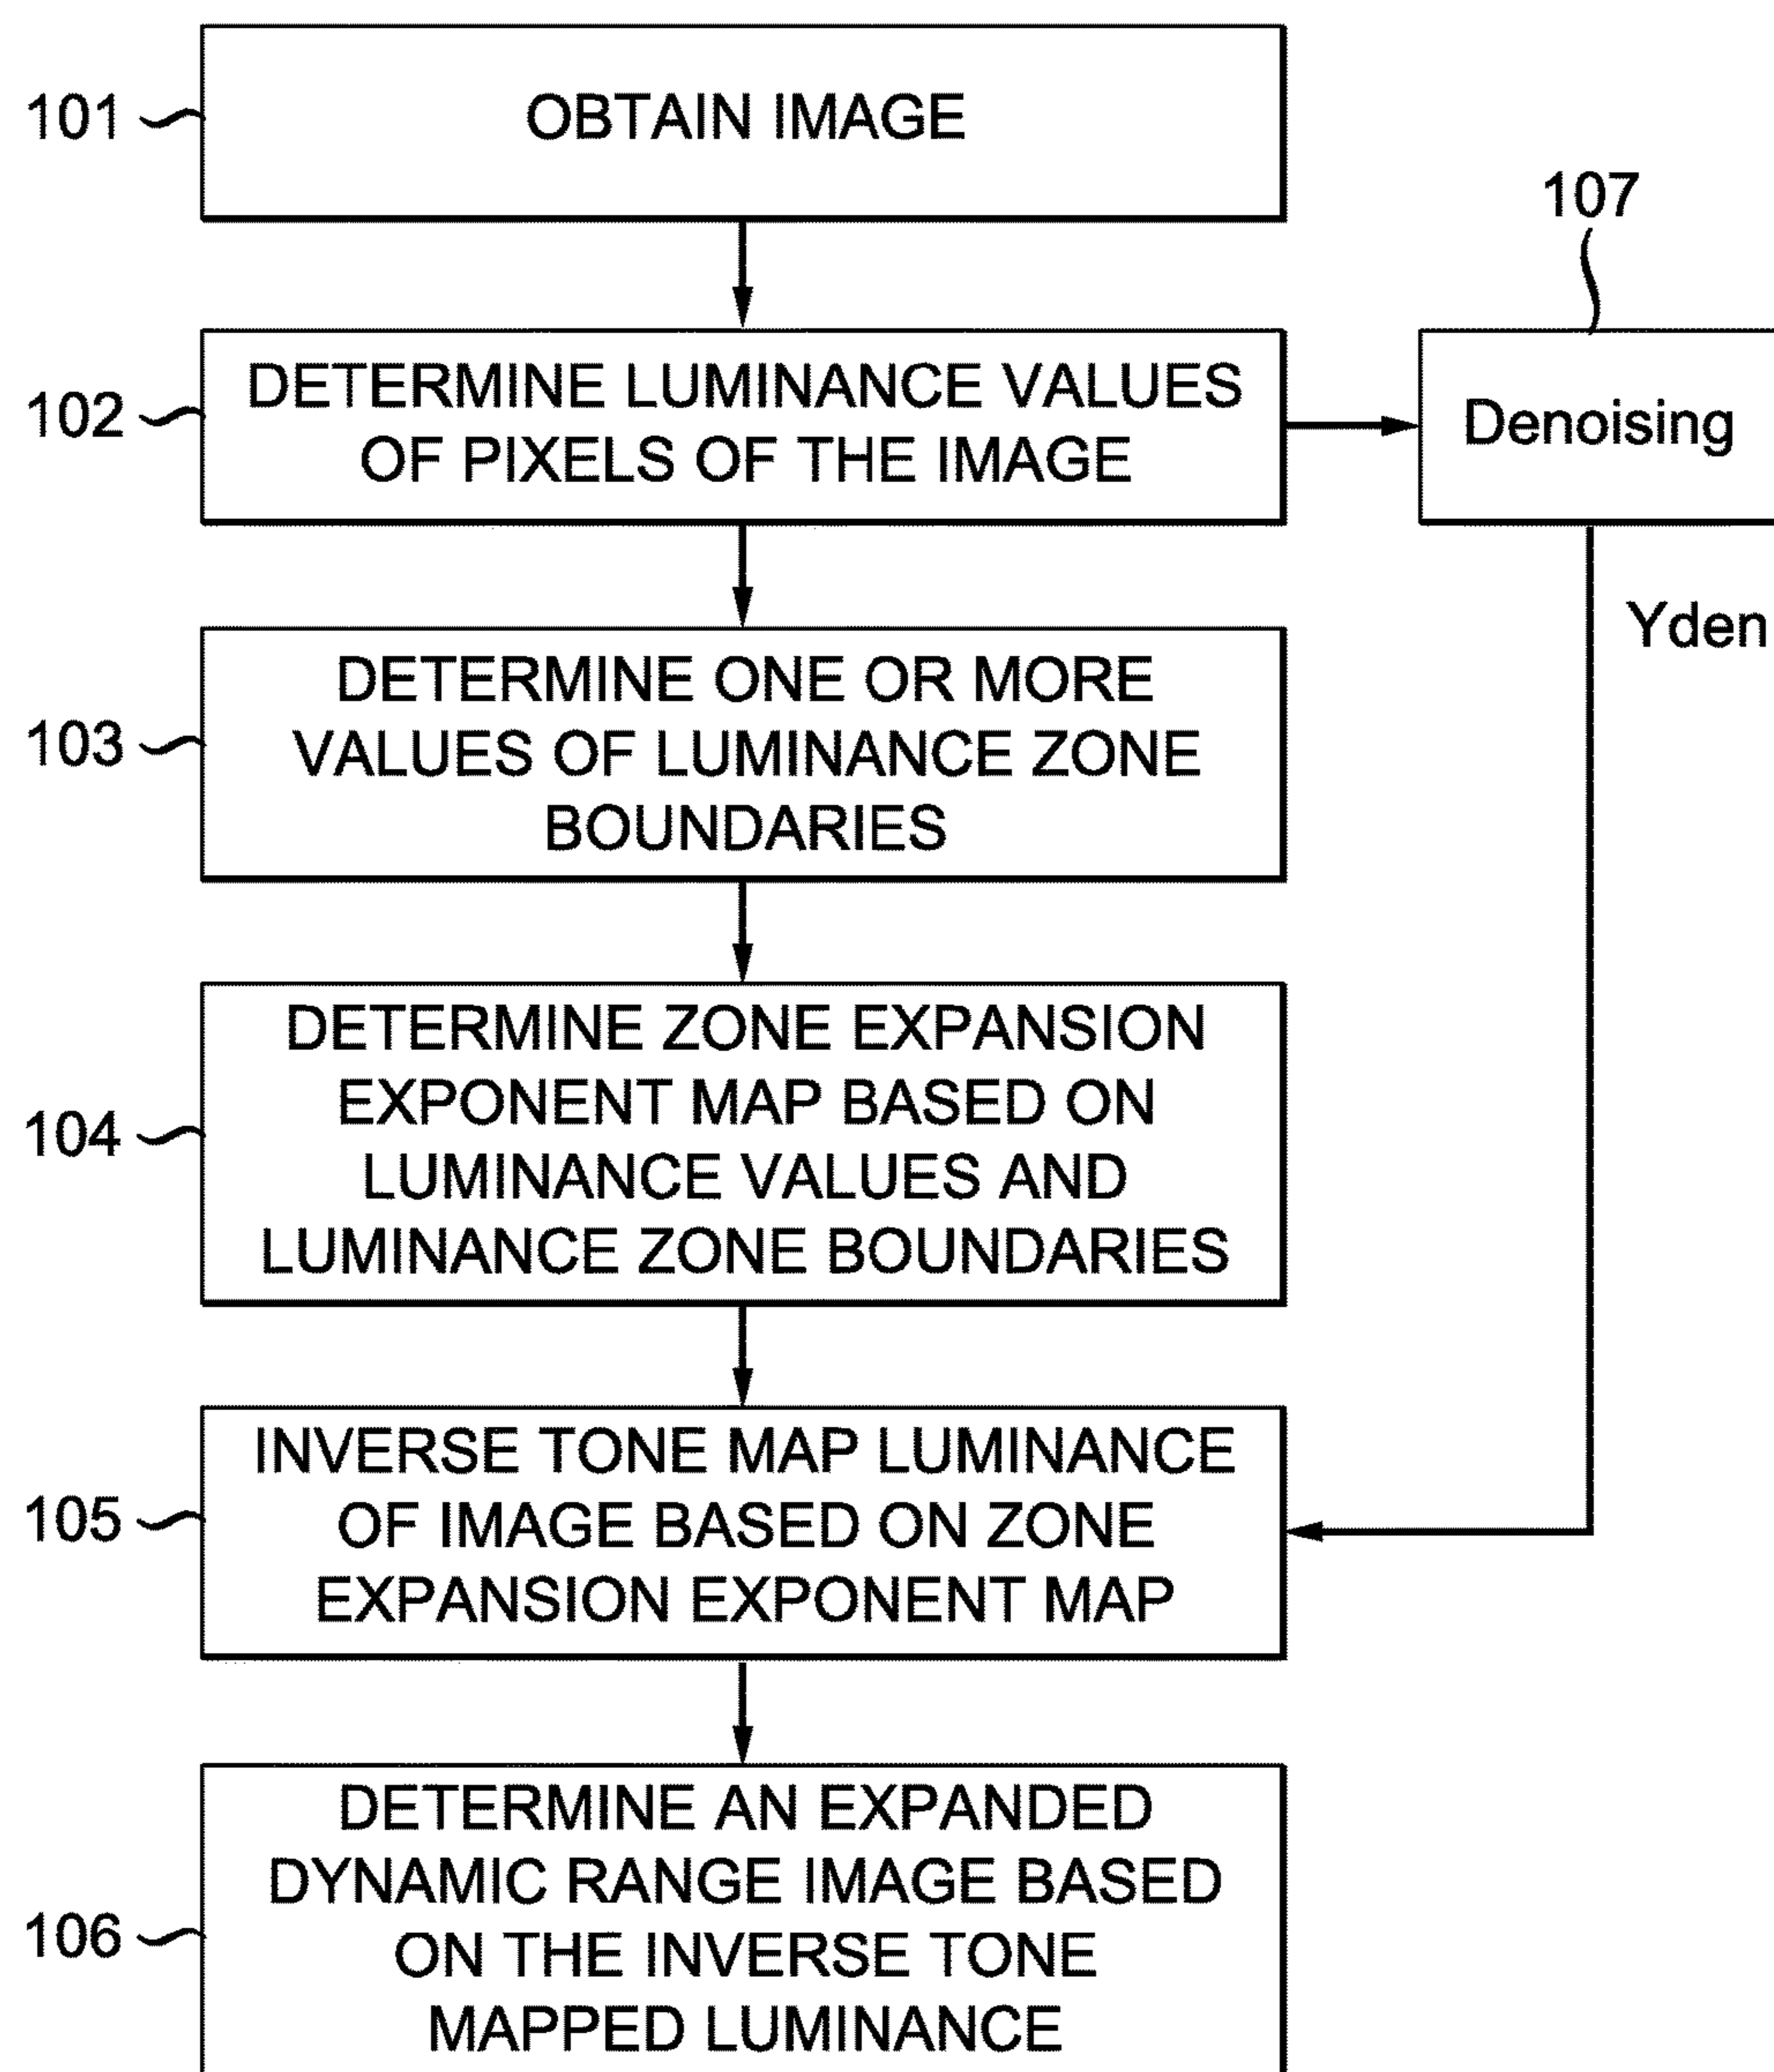 101
OBTAIN IMAGE
107
102
DETERMINE LUMINANCE VALUES
OF PIXELS OF THE IMAGE
Denoising
Yden
103
DETERMINE ONE OR MORE
VALUES OF LUMINANCE ZONE
BOUNDARIES
104
DETERMINE ZONE EXPANSION
EXPONENT MAP BASED ON
LUMINANCE VALUES AND
LUMINANCE ZONE BOUNDARIES
105
INVERSE TONE MAP LUMINANCE
OF IMAGE BASED ON ZONE
EXPANSION EXPONENT MAP
106
DETERMINE AN EXPANDED
DYNAMIC RANGE IMAGE BASED
ON THE INVERSE TONE
MAPPED LUMINANCE